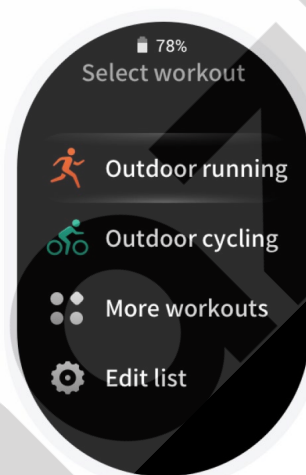 78%
Select workout
Outdoor running
Outdoor cycling
More workouts
Edit list